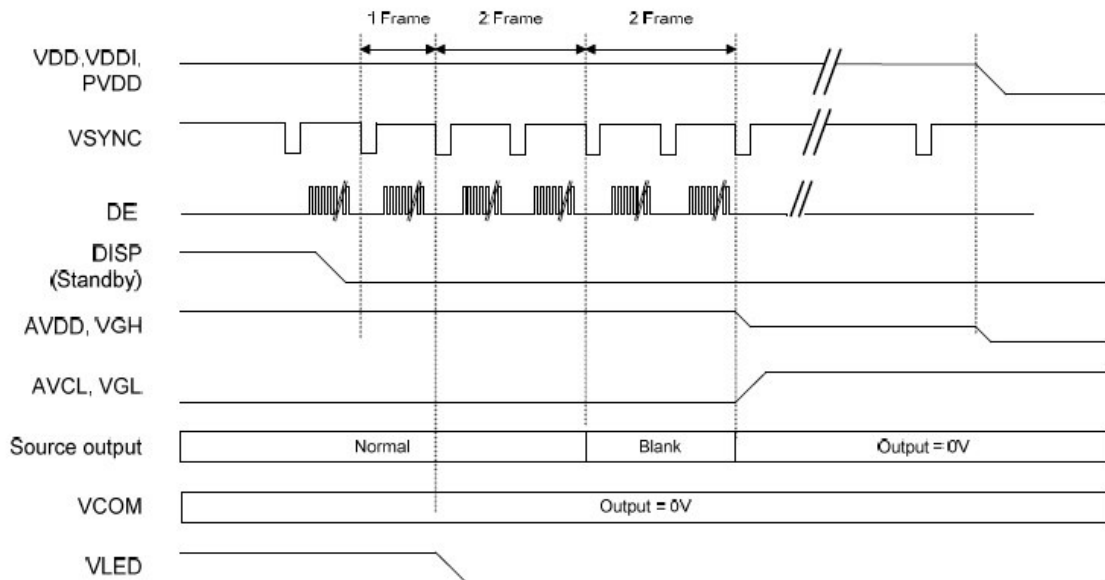 1 Frame 2 Frame 2 Frame
VDD,VDDI,
PVDD
VSYNC
DE
DISP
(Standby)
AVDD, VGH
AVCL, VGL
Source output Normal Blank Output = 0V
VCOM Output = 0V
VLED